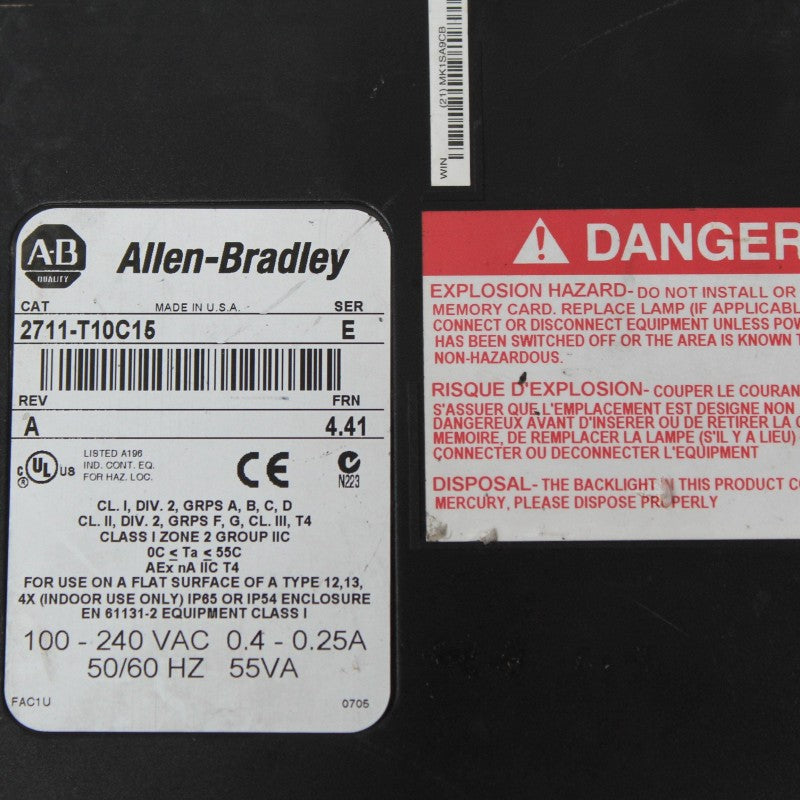 WIN (21) MK1SA9CB
A-B
QUALITY
Allen-Bradley
CAT MADE IN U.S.A. SER
2711-T10C15 E
REV FRN
A 4.41
LISTED A196
IND. CONT. EQ.
FOR HAZ. LOC.
c UL us
®
CE
N223
CL. I, DIV. 2, GRPS A, B, C, D
CL. II, DIV. 2, GRPS F, G, CL. III, T4
CLASS I ZONE 2 GROUP IIC
0C ≤ Ta ≤ 55C
AEx nA IIC T4
FOR USE ON A FLAT SURFACE OF A TYPE 12,13,
4X (INDOOR USE ONLY) IP65 OR IP54 ENCLOSURE
EN 61131-2 EQUIPMENT CLASS I
100 - 240 VAC 0.4 - 0.25A
50/60 HZ 55VA
FAC1U 0705
DANGER
EXPLOSION HAZARD- DO NOT INSTALL OR
MEMORY CARD. REPLACE LAMP (IF APPLICABL
CONNECT OR DISCONNECT EQUIPMENT UNLESS POW
HAS BEEN SWITCHED OFF OR THE AREA IS KNOWN T
NON-HAZARDOUS.
RISQUE D'EXPLOSION- COUPER LE COURAN
S'ASSUER QUE L'EMPLACEMENT EST DESIGNE NON
DANGEREUX AVANT D'INSERER OU DE RETIRER LA C
MEMOIRE, DE REMPLACER LA LAMPE (S'IL Y A LIEU)
CONNECTER OU DECONNECTER L'EQUIPMENT
DISPOSAL- THE BACKLIGHT THIS PRODUCT CO
MERCURY, PLEASE DISPOSE PROPERLY